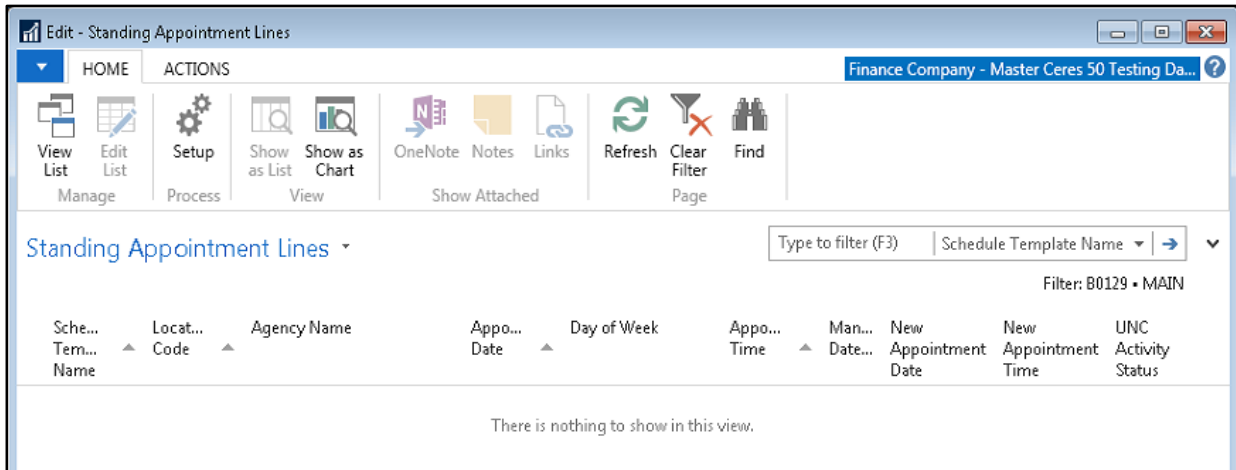 Edit - Standing Appointment Lines
HOME ACTIONS
Finance Company - Master Ceres 50 Testing Da... ?
View List
Edit List
Setup
Show as List
Show as Chart
OneNote
Notes
Links
Refresh
Clear Filter
Find
Manage
Process
View
Show Attached
Page
Standing Appointment Lines
Type to filter (F3)
Schedule Template Name
Filter: B0129 • MAIN
Sche... Tem... Name
Locat... Code
Agency Name
Appo... Date
Day of Week
Appo... Time
Man... Date...
New Appointment Date
New Appointment Time
UNC Activity Status
There is nothing to show in this view.